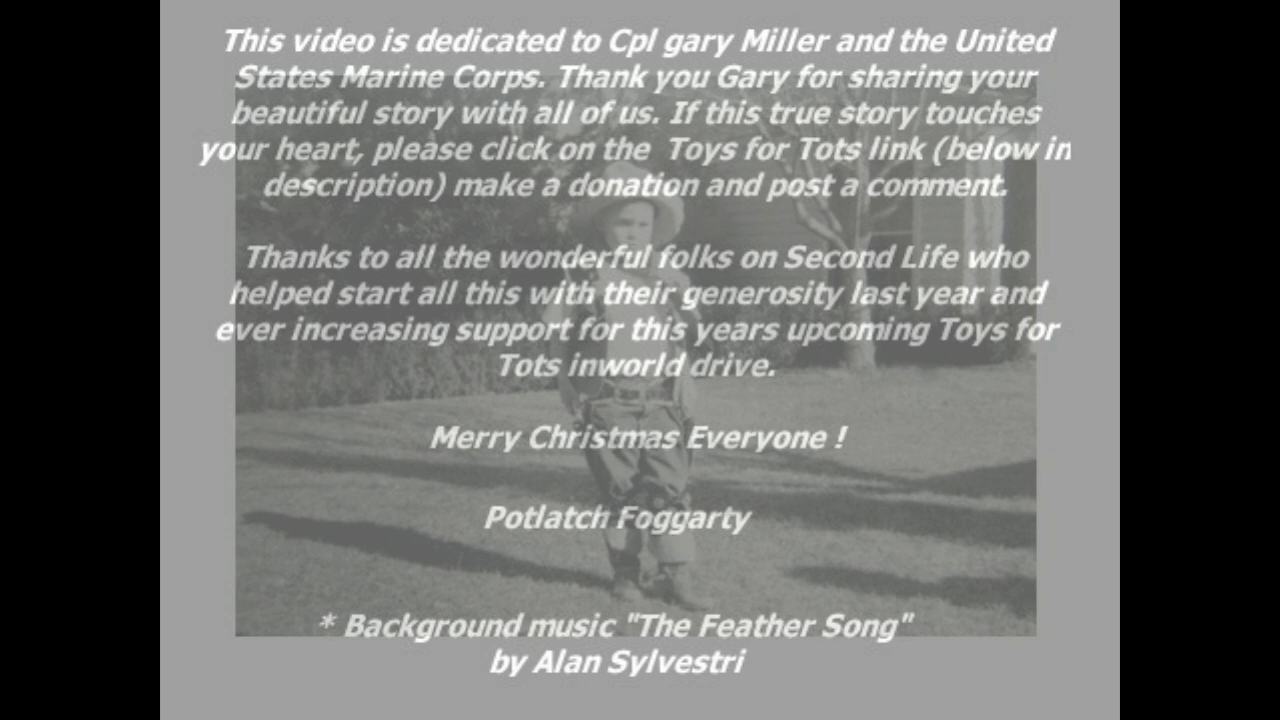 This video is dedicated to Cpl gary Miller and the United
States Marine Corps. Thank you Gary for sharing your
beautiful story with all of us. If this true story touches
your heart, please click on the Toys for Tots link (below in
description) make a donation and post a comment.
Thanks to all the wonderful folks on Second Life who
helped start all this with their generosity last year and
ever increasing support for this years upcoming Toys for
Tots inworld drive.
Merry Christmas Everyone !
Potlatch Foggarty
* Background music "The Feather Song"
by Alan Sylvestri